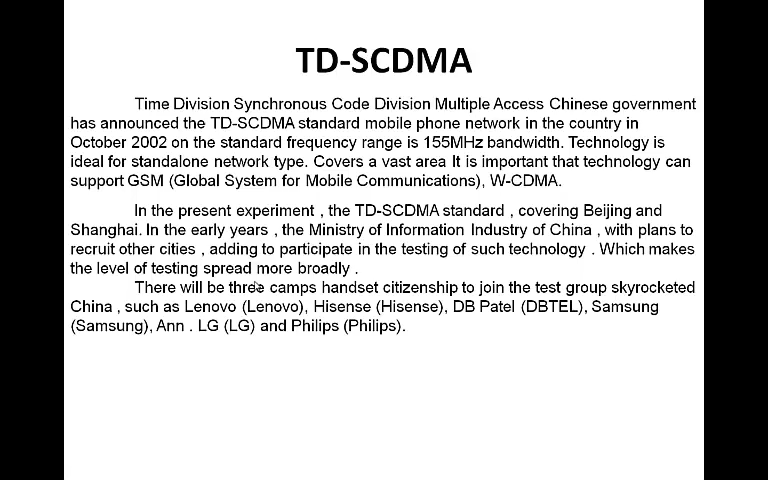 TD-SCDMA
Time Division Synchronous Code Division Multiple Access Chinese government
has announced the TD-SCDMA standard mobile phone network in the country in
October 2002 on the standard frequency range is 155MHz bandwidth. Technology is
ideal for standalone network type. Covers a vast area It is important that technology can
support GSM (Global System for Mobile Communications), W-CDMA.
In the present experiment , the TD-SCDMA standard , covering Beijing and
Shanghai. In the early years , the Ministry of Information Industry of China , with plans to
recruit other cities , adding to participate in the testing of such technology . Which makes
the level of testing spread more broadly .
There will be three camps handset citizenship to join the test group skyrocketed
China , such as Lenovo (Lenovo), Hisense (Hisense), DB Patel (DBTEL), Samsung
(Samsung), Ann . LG (LG) and Philips (Philips).